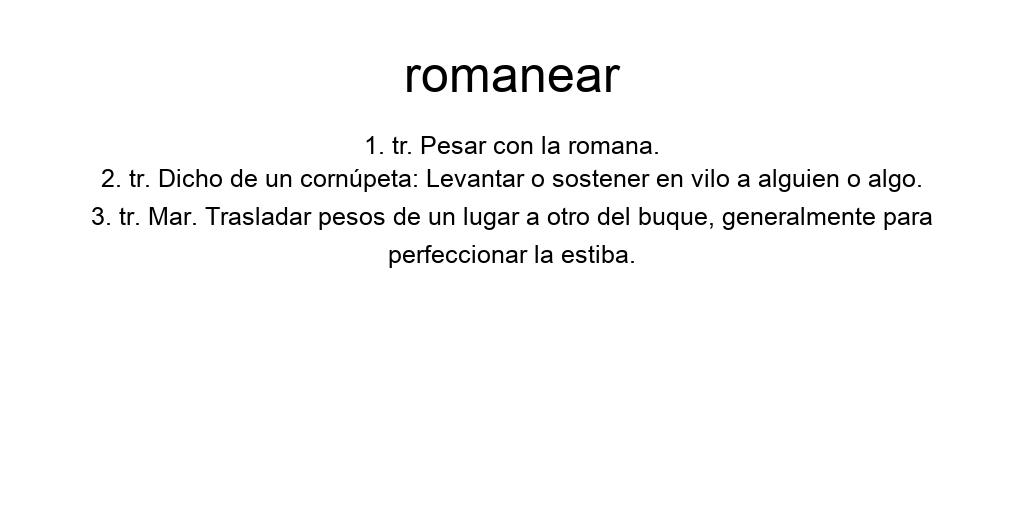 romanear
1. tr. Pesar con la romana.
2. tr. Dicho de un cornúpeta: Levantar o sostener en vilo a alguien o algo.
3. tr. Mar. Trasladar pesos de un lugar a otro del buque, generalmente para
perfeccionar la estiba.